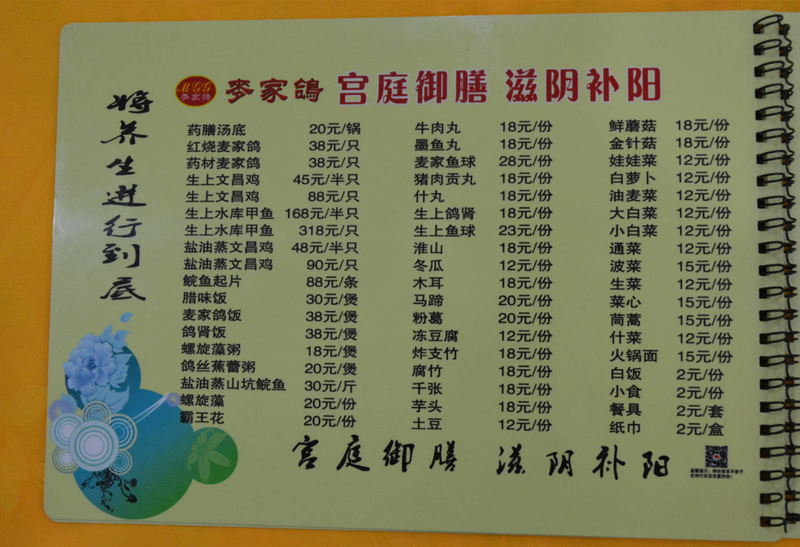 麥家鴿 宫庭御膳 滋阴补阳
麥家鴿
将养生进行到底
药膳汤底 20元/锅
红烧麦家鸽 38元/只
药材麦家鸽 38元/只
生上文昌鸡 45元/半只
生上文昌鸡 88元/只
生上水库甲鱼 168元/半只
生上水库甲鱼 318元/只
盐油蒸文昌鸡 48元/半只
盐油蒸文昌鸡 90元/只
鲩鱼起片 88元/条
腊味饭 30元/煲
麦家鸽饭 38元/煲
鸽肾饭 38元/煲
螺旋藻粥 18元/煲
鸽丝蕉蕾粥 20元/煲
盐油蒸山坑鲩鱼 30元/斤
螺旋藻 20元/份
霸王花 20元/份
牛肉丸 18元/份
墨鱼丸 18元/份
麦家鱼球 28元/份
猪肉贡丸 18元/份
什丸 18元/份
生上鸽肾 18元/份
生上鱼球 23元/份
淮山 18元/份
冬瓜 12元/份
木耳 18元/份
马蹄 20元/份
粉葛 20元/份
冻豆腐 12元/份
炸支竹 18元/份
腐竹 18元/份
千张 18元/份
芋头 18元/份
土豆 12元/份
鲜蘑菇 18元/份
金针菇 18元/份
娃娃菜 12元/份
白萝卜 12元/份
油麦菜 12元/份
大白菜 12元/份
小白菜 12元/份
通菜 12元/份
波菜 15元/份
生菜 12元/份
菜心 15元/份
茼蒿 15元/份
什菜 12元/份
火锅面 15元/份
白饭 2元/份
小食 2元/份
餐具 2元/套
纸巾 2元/盒
宫庭御膳 滋阴补阳